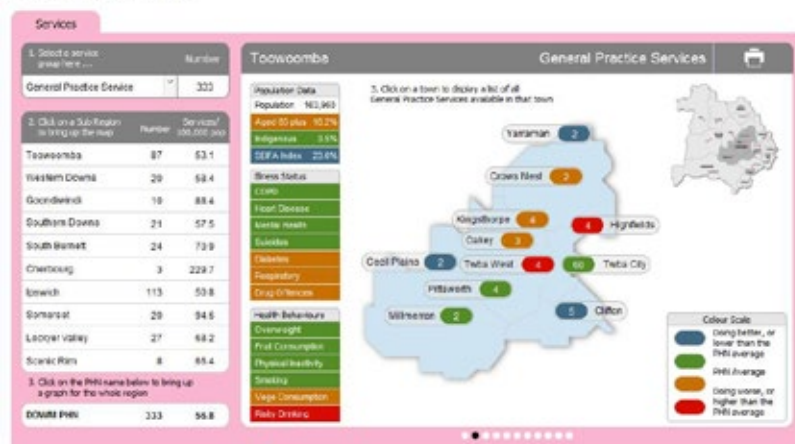 Services
1. Select a service
group here ...
Number
General Practice Service
333
2. Click on a Sub Region
to bring up the map
Number
Services/
100,000 pop
Toowoomba 87 53.1
Western Downs 20 58.4
Goondiwindi 10 88.4
Southern Downs 21 57.5
South Burnett 24 73.9
Cherbourg 3 229.7
Ipswich 113 50.8
Somerset 20 94.6
Lockyer Valley 27 68.2
Scenic Rim 8 65.4
3. Click on the PHN name below to bring up
a graph for the whole region
DDWM PHN 333 56.8
Toowoomba
General Practice Services
Population Data
Population 163,963
Aged 65 plus 16.2%
Indigenous 3.5%
SEIFA Index 23.6%
Illness Status
COPD
Heart Disease
Mental Health
Suicides
Diabetes
Respiratory
Drug Offences
Health Behaviours
Overweight
Fruit Consumption
Physical Inactivity
Smoking
Vege Consumption
Risky Drinking
3. Click on a town to display a list of all
General Practice Services available in that town
Yarraman 2
Crows Nest 2
Kingsthorpe 4
4 Highfields
Oakey 3
Cecil Plains 2
Twba West 4
60 Twba City
Pittsworth 4
Millmerran 2
5 Clifton
Colour Scale
Doing better, or
lower than the
PHN average
PHN Average
Doing worse, or
higher than the
PHN average